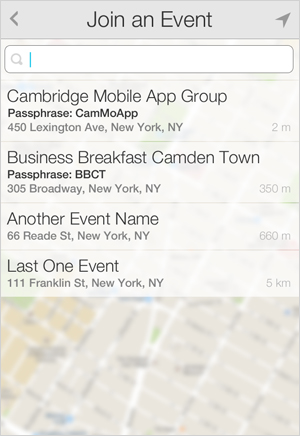 Join an Event
Cambridge Mobile App Group
Passphrase: CamMoApp
450 Lexington Ave, New York, NY 2 m
Business Breakfast Camden Town
Passphrase: BBCT
305 Broadway, New York, NY 350 m
Another Event Name
66 Reade St, New York, NY 660 m
Last One Event
111 Franklin St, New York, NY 5 km